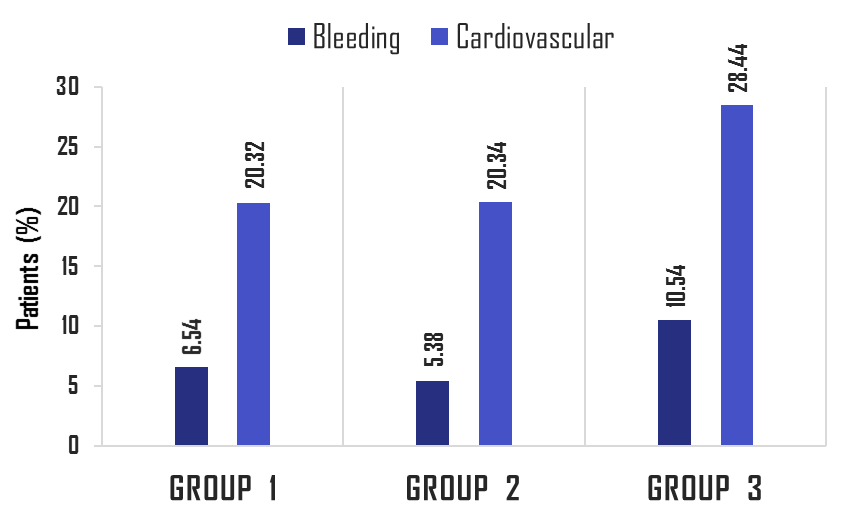 Bleeding Cardiovascular
Patients (%)
30
25
20
15
10
5
0
6.54
20.32
5.38
20.34
10.54
28.44
GROUP 1
GROUP 2
GROUP 3